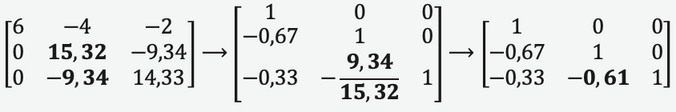 [6 −4 −2] [1 0 0] [1 0 0]
[0 15,32 −9,34] → [−0,67 1 0] → [−0,67 1 0]
[0 −9,34 14,33] [−0,33 −9,34/15,32 1] [−0,33 −0,61 1]